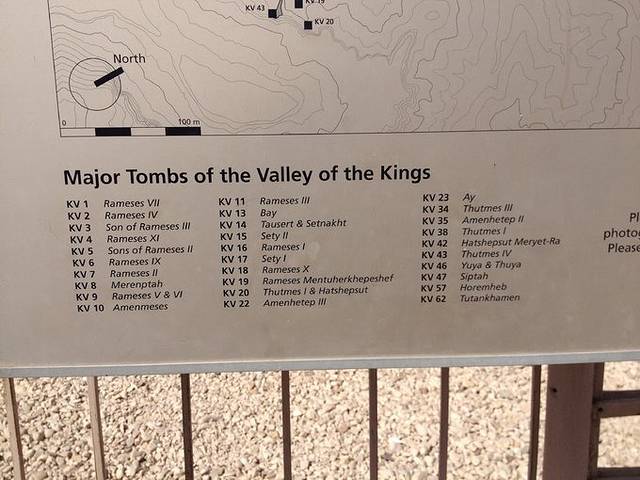 KV 19
KV 43
KV 20
North
0 100 m
Major Tombs of the Valley of the Kings
KV 1 Rameses VII
KV 2 Rameses IV
KV 3 Son of Rameses III
KV 4 Rameses XI
KV 5 Sons of Rameses II
KV 6 Rameses IX
KV 7 Rameses II
KV 8 Merenptah
KV 9 Rameses V & VI
KV 10 Amenmeses
KV 11 Rameses III
KV 13 Bay
KV 14 Tausert & Setnakht
KV 15 Sety II
KV 16 Rameses I
KV 17 Sety I
KV 18 Rameses X
KV 19 Rameses Mentuherkhepeshef
KV 20 Thutmes I & Hatshepsut
KV 22 Amenhetep III
KV 23 Ay
KV 34 Thutmes III
KV 35 Amenhetep II
KV 38 Thutmes I
KV 42 Hatshepsut Meryet-Ra
KV 43 Thutmes IV
KV 46 Yuya & Thuya
KV 47 Siptah
KV 57 Horemheb
KV 62 Tutankhamen
Pl
photog
Please